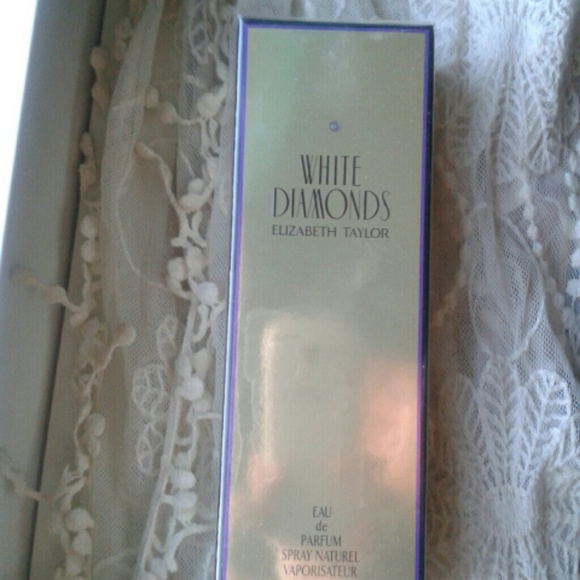 WHITE
DIAMONDS
ELIZABETH TAYLOR
EAU
de
PARFUM
SPRAY NATUREL
VAPORISATEUR